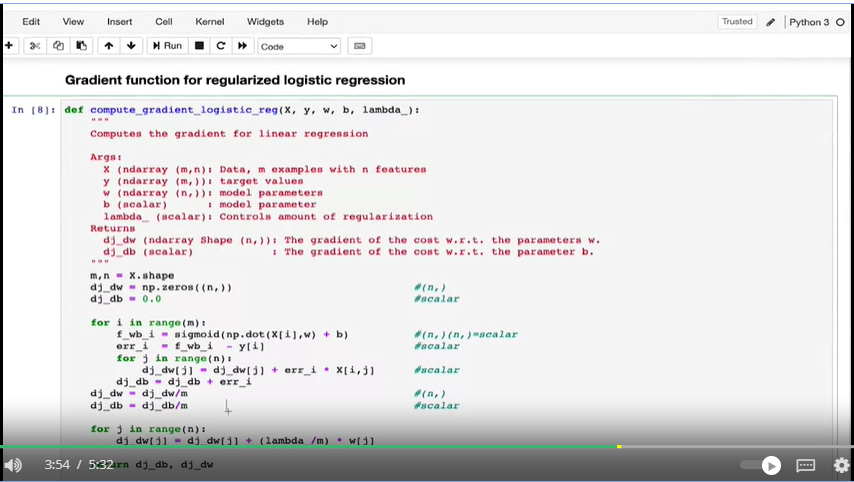 Edit View Insert Cell Kernel Widgets Help Trusted Python 3
Run Code
Gradient function for regularized logistic regression
In [8]: def compute_gradient_logistic_reg(X, y, w, b, lambda_):
"""
Computes the gradient for linear regression
Args:
X (ndarray (m,n): Data, m examples with n features
y (ndarray (m,)): target values
w (ndarray (n,)): model parameters
b (scalar)      : model parameter
lambda_ (scalar): Controls amount of regularization
Returns
dj_dw (ndarray Shape (n,)): The gradient of the cost w.r.t. the parameters w.
dj_db (scalar)            : The gradient of the cost w.r.t. the parameter b.
"""
m,n = X.shape
dj_dw = np.zeros((n,)) #(n,)
dj_db = 0.0 #scalar
for i in range(m):
f_wb_i = sigmoid(np.dot(X[i],w) + b) #(n,)(n,)=scalar
err_i  = f_wb_i  - y[i] #scalar
for j in range(n):
dj_dw[j] = dj_dw[j] + err_i * X[i,j] #scalar
dj_db = dj_db + err_i
dj_dw = dj_dw/m #(n,)
dj_db = dj_db/m #scalar
for j in range(n):
dj_dw[j] = dj_dw[j] + (lambda_/m) * w[j]
3:54 / 5:32
return dj_db, dj_dw